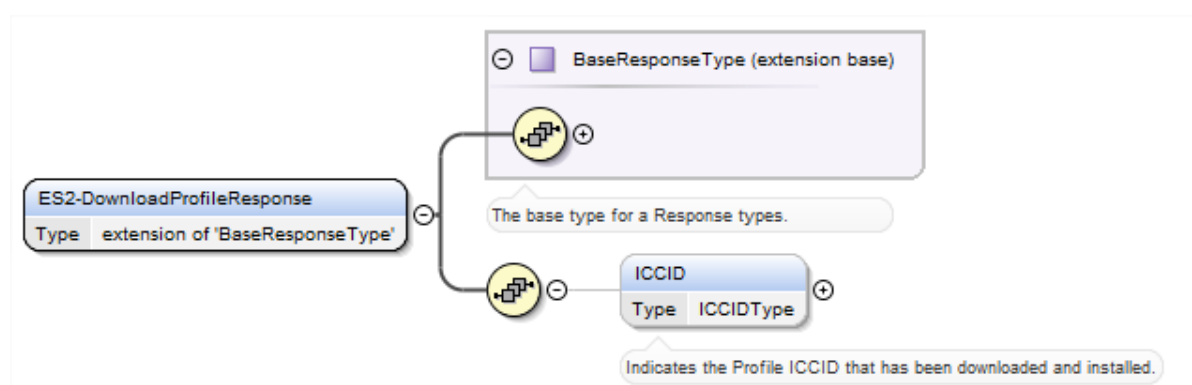 BaseResponseType (extension base)
ES2-DownloadProfileResponse
Type extension of 'BaseResponseType'
The base type for a Response types.
ICCID
Type ICCIDType
Indicates the Profile ICCID that has been downloaded and installed.